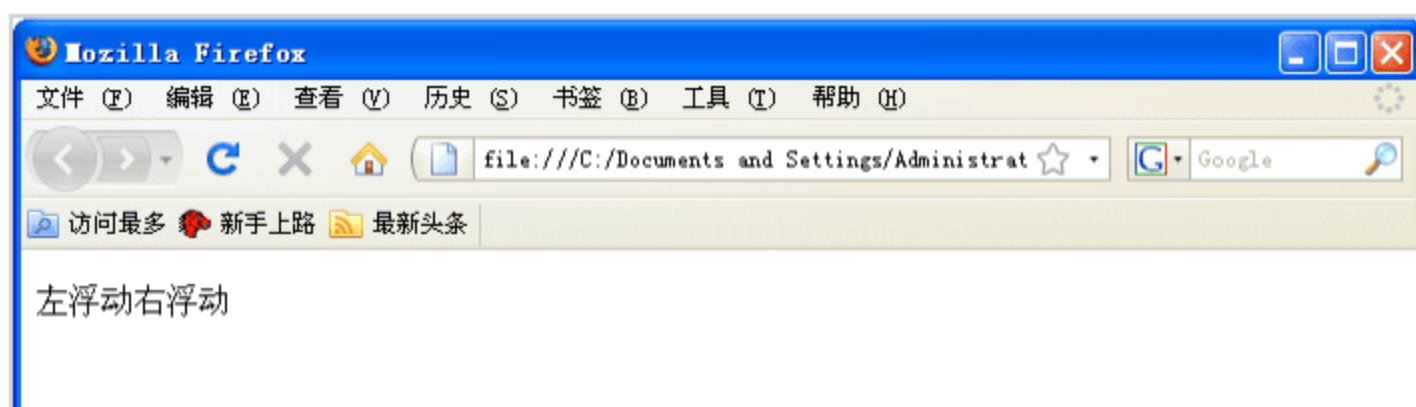 Mozilla Firefox
文件 (F) 编辑 (E) 查看 (V) 历史 (S) 书签 (B) 工具 (T) 帮助 (H)
file:///C:/Documents and Settings/Administrat G Google
访问最多 新手上路 最新头条
左浮动右浮动